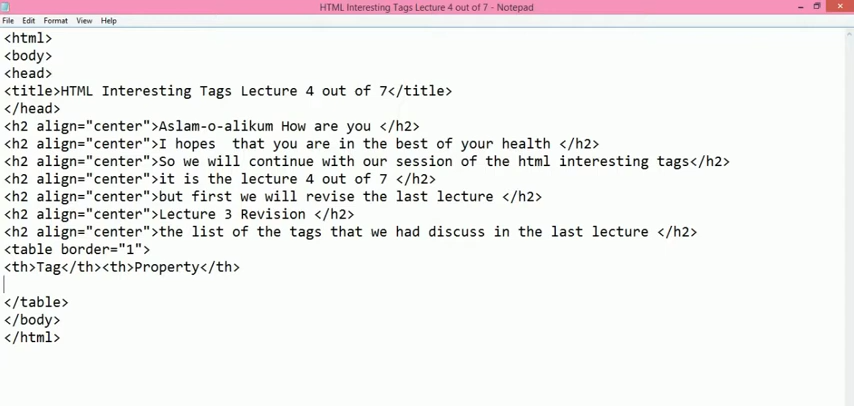 HTML Interesting Tags Lecture 4 out of 7 - Notepad
File Edit Format View Help
<html>
<body>
<head>
<title>HTML Interesting Tags Lecture 4 out of 7</title>
</head>
<h2 align="center">Aslam-o-alikum How are you </h2>
<h2 align="center">I hopes  that you are in the best of your health </h2>
<h2 align="center">So we will continue with our session of the html interesting tags</h2>
<h2 align="center">it is the lecture 4 out of 7 </h2>
<h2 align="center">but first we will revise the last lecture </h2>
<h2 align="center">Lecture 3 Revision </h2>
<h2 align="center">the list of the tags that we had discuss in the last lecture </h2>
<table border="1">
<th>Tag</th><th>Property</th>
</table>
</body>
</html>